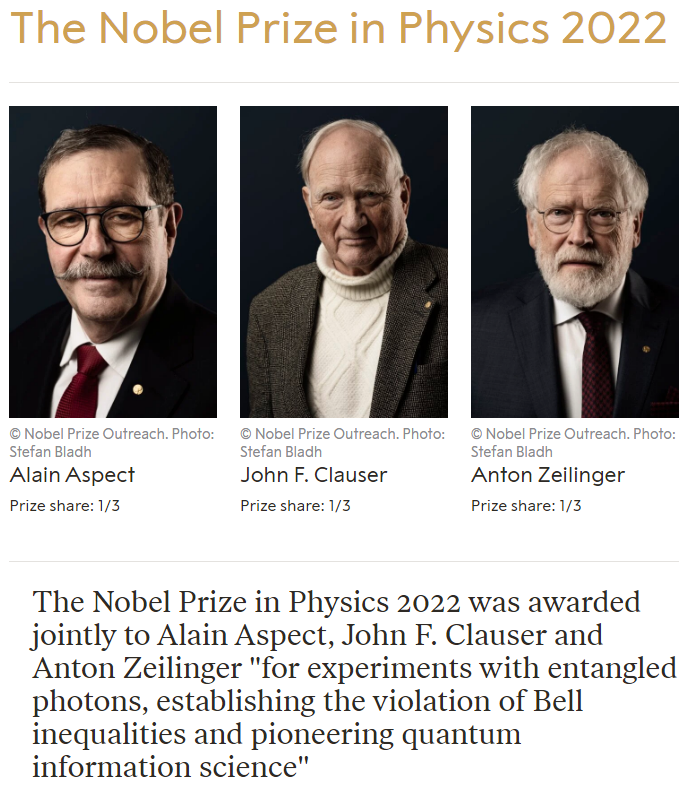 The Nobel Prize in Physics 2022
© Nobel Prize Outreach. Photo:
Stefan Bladh
Alain Aspect
Prize share: 1/3
© Nobel Prize Outreach. Photo:
Stefan Bladh
John F. Clauser
Prize share: 1/3
© Nobel Prize Outreach. Photo:
Stefan Bladh
Anton Zeilinger
Prize share: 1/3
The Nobel Prize in Physics 2022 was awarded
jointly to Alain Aspect, John F. Clauser and
Anton Zeilinger "for experiments with entangled
photons, establishing the violation of Bell
inequalities and pioneering quantum
information science"